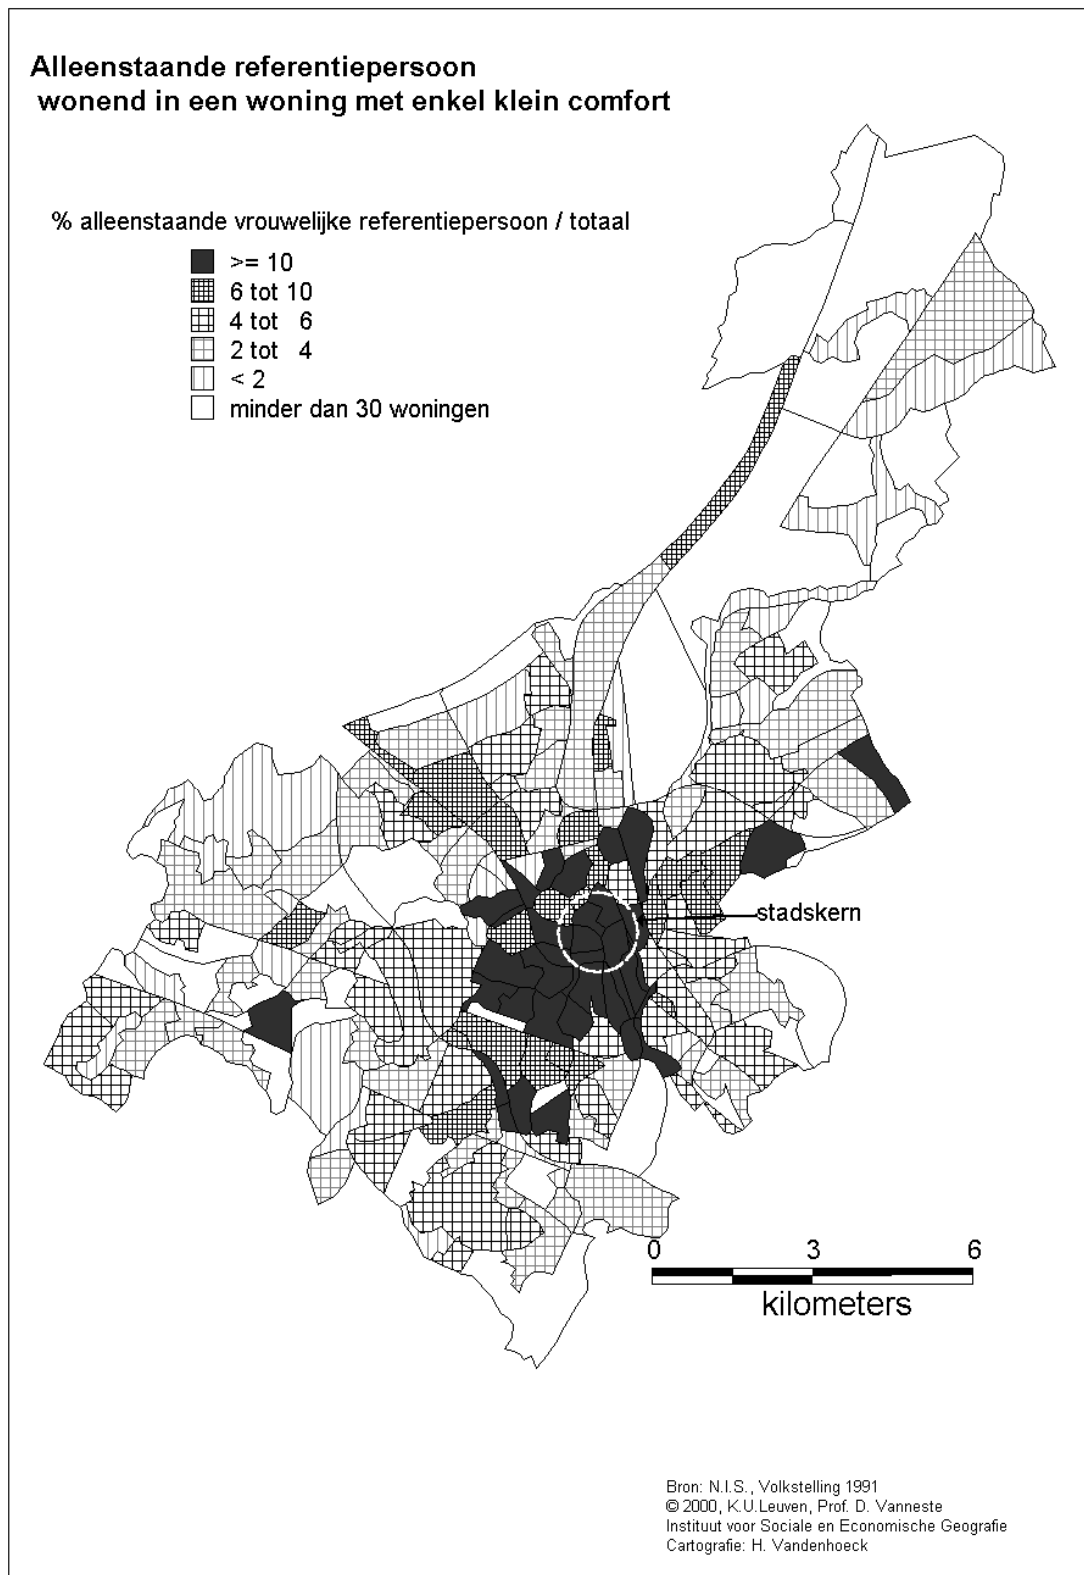 Alleenstaande referentiepersoon
wonend in een woning met enkel klein comfort
% alleenstaande vrouwelijke referentiepersoon / totaal
>= 10
6 tot 10
4 tot 6
2 tot 4
< 2
minder dan 30 woningen
stadskern
0 3 6
kilometers
Bron: N.I.S., Volkstelling 1991
© 2000, K.U.Leuven, Prof. D. Vanneste
Instituut voor Sociale en Economische Geografie
Cartografie: H. Vandenhoeck